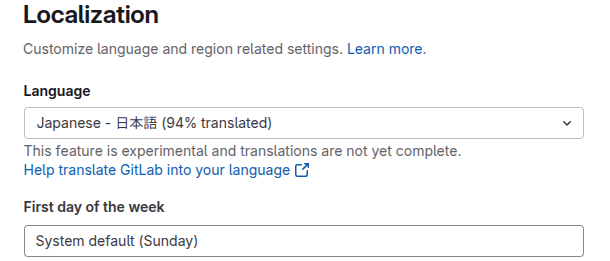 Localization
Customize language and region related settings. Learn more.
Language
Japanese - 日本語 (94% translated)
This feature is experimental and translations are not yet complete.
Help translate GitLab into your language
First day of the week
System default (Sunday)